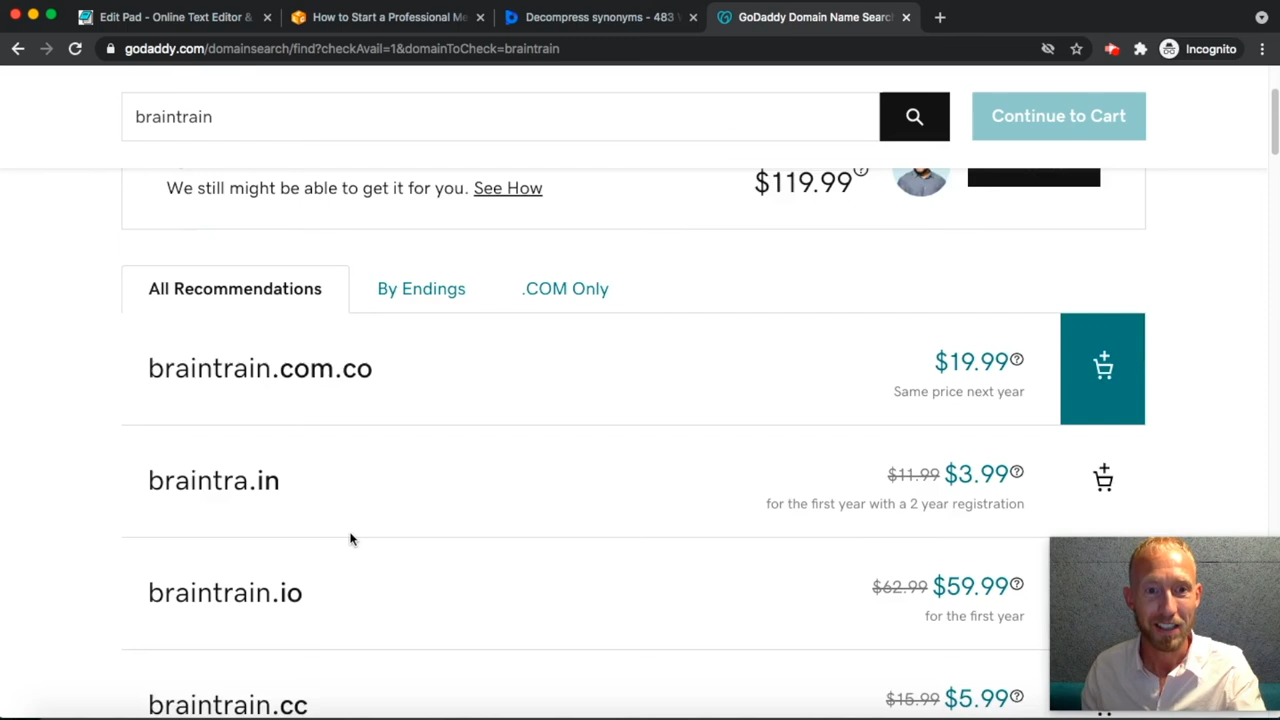 Edit Pad - Online Text Editor &
How to Start a Professional Me
Decompress synonyms - 483
GoDaddy Domain Name Searc
godaddy.com/domainsearch/find?checkAvail=1&domainToCheck=braintrain
Incognito
braintrain
Continue to Cart
We still might be able to get it for you. See How
$119.99
All Recommendations
By Endings
.COM Only
braintrain.com.co
$19.99
Same price next year
braintra.in
$11.99 $3.99
for the first year with a 2 year registration
braintrain.io
$62.99 $59.99
for the first year
braintrain.cc
$15.99 $5.99